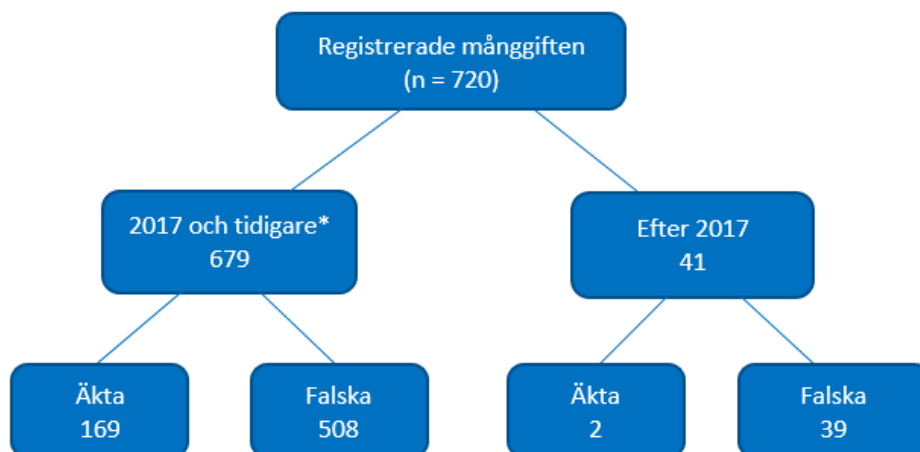 Registrerade månggiften
(n = 720)
2017 och tidigare*
679
Efter 2017
41
Äkta
169
Falska
508
Äkta
2
Falska
39